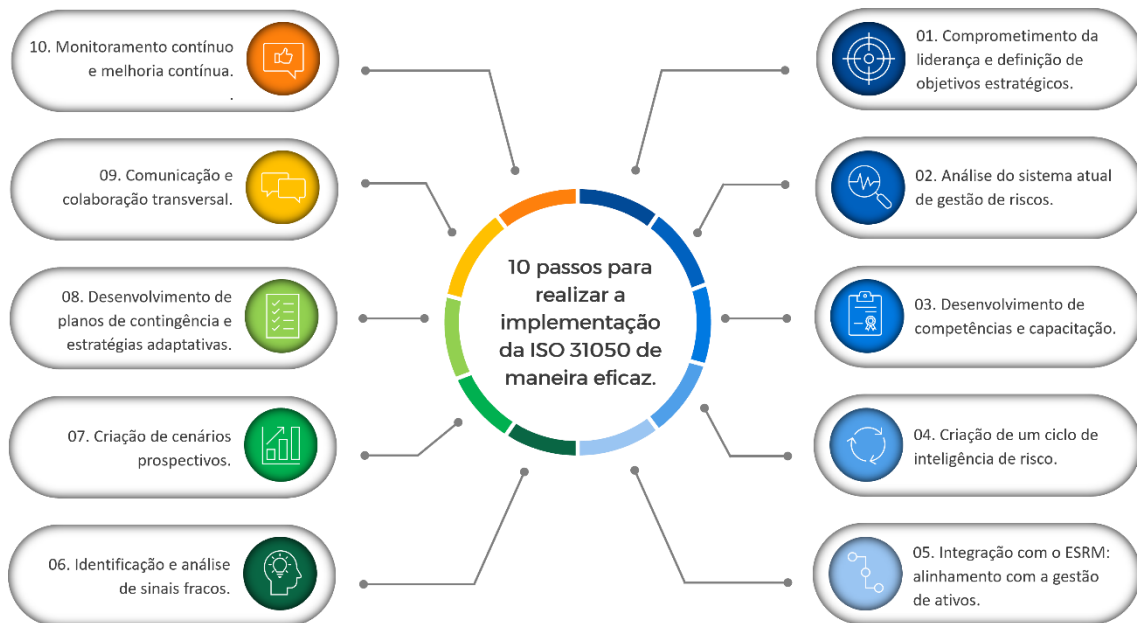 10 passos para
realizar a
implementação
da ISO 31050 de
maneira eficaz.
01. Comprometimento da
liderança e definição de
objetivos estratégicos.
02. Análise do sistema atual
de gestão de riscos.
03. Desenvolvimento de
competências e capacitação.
04. Criação de um ciclo de
inteligência de risco.
05. Integração com o ESRM:
alinhamento com a gestão
de ativos.
06. Identificação e análise
de sinais fracos.
07. Criação de cenários
prospectivos.
08. Desenvolvimento de
planos de contingência e
estratégias adaptativas.
09. Comunicação e
colaboração transversal.
10. Monitoramento contínuo
e melhoria contínua.
.